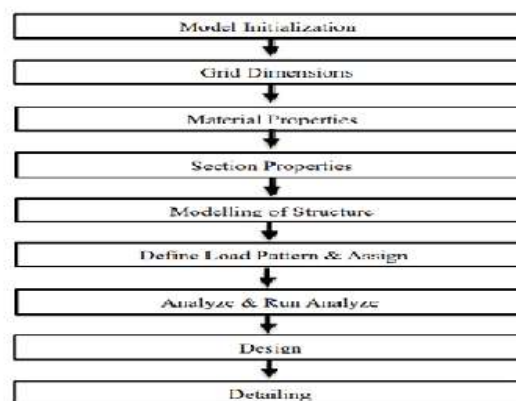 Model Initialization
Grid Dimensions
Material Properties
Section Properties
Modelling of Structure
Define Load Pattern & Assign
Analyze & Run Analyze
Design
Detailing